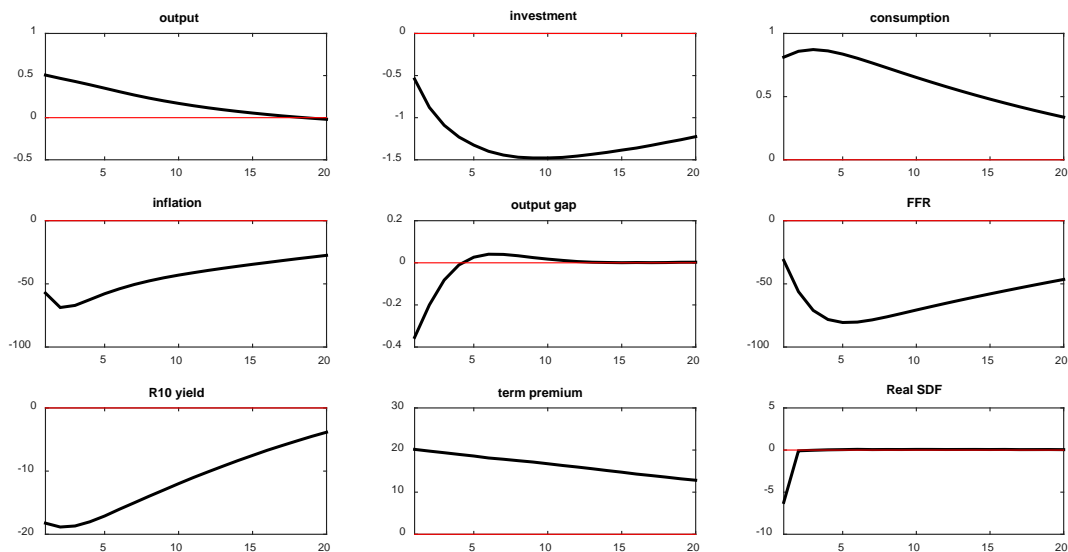 output
1
0.5
0
-0.5
5 10 15 20
investment
0
-0.5
-1
-1.5
5 10 15 20
consumption
1
0.5
0
5 10 15 20
inflation
0
-50
-100
5 10 15 20
output gap
0.2
0
-0.2
-0.4
5 10 15 20
FFR
0
-50
-100
5 10 15 20
R10 yield
0
-10
-20
5 10 15 20
term premium
30
20
10
0
5 10 15 20
Real SDF
5
0
-5
-10
5 10 15 20